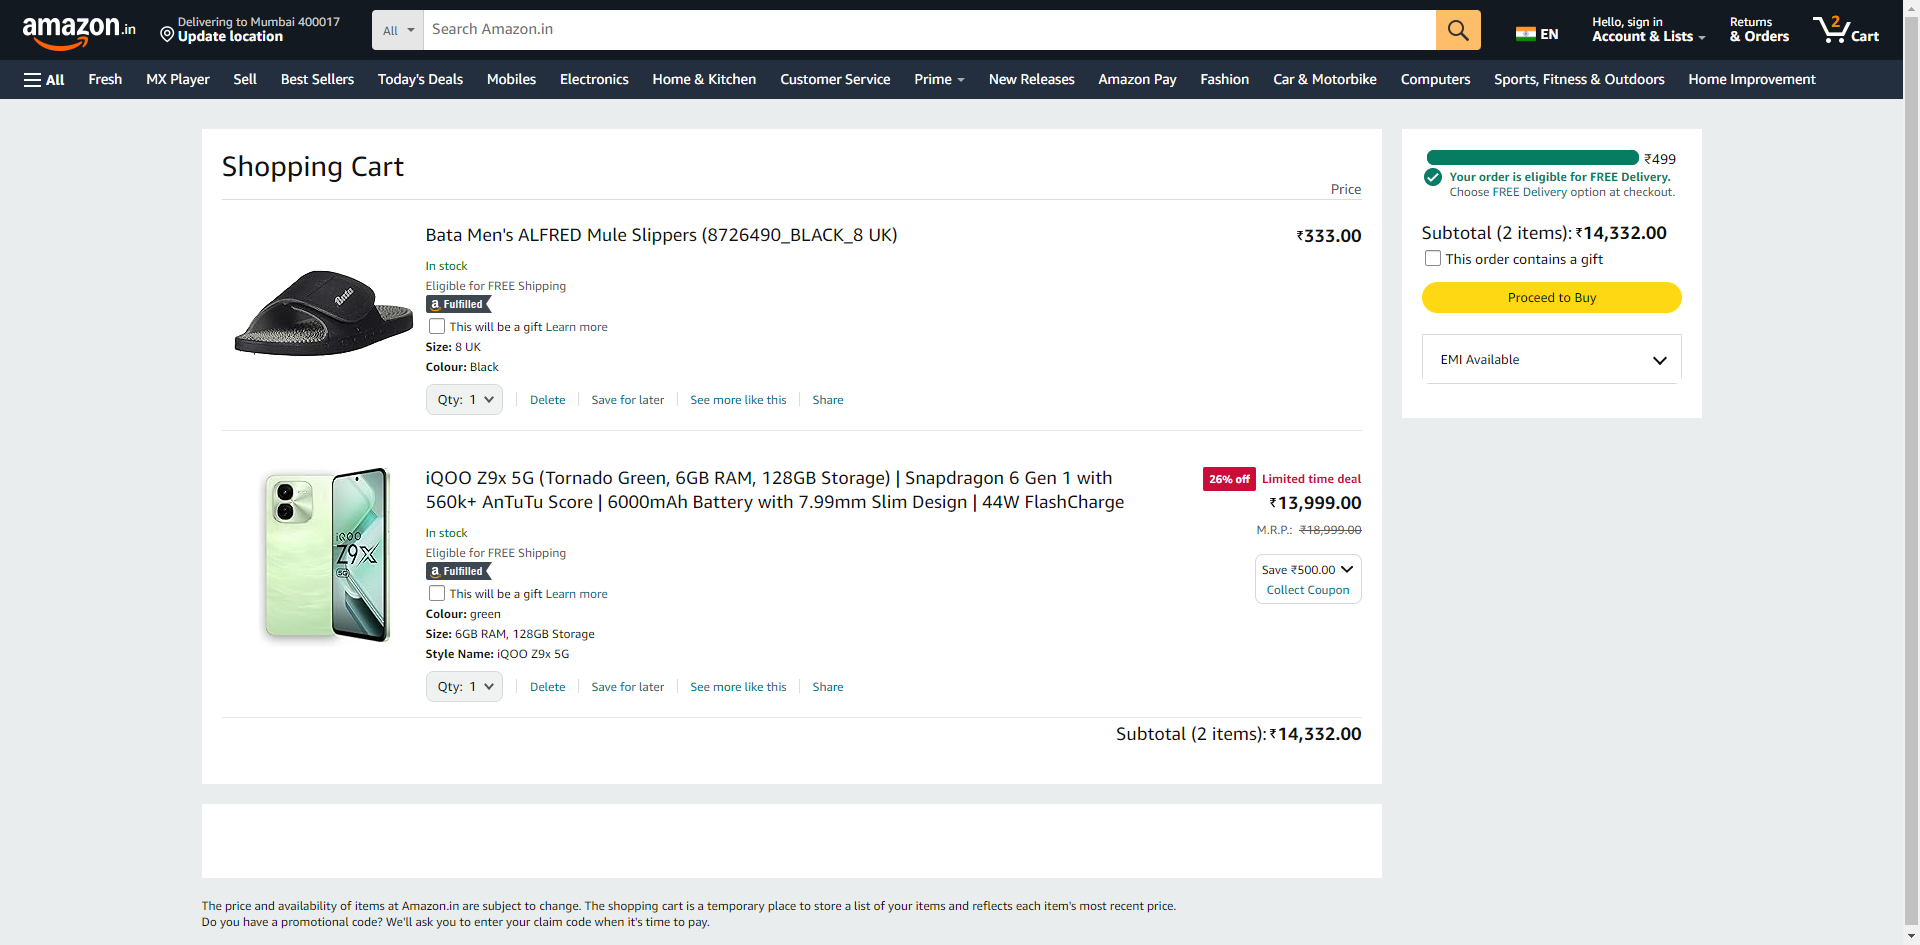 amazon.in
Delivering to Mumbai 400017
Update location
All
Search Amazon.in
EN
Hello, sign in
Account & Lists
Returns
& Orders
2
Cart
All
Fresh
MX Player
Sell
Best Sellers
Today's Deals
Mobiles
Electronics
Home & Kitchen
Customer Service
Prime
New Releases
Amazon Pay
Fashion
Car & Motorbike
Computers
Sports, Fitness & Outdoors
Home Improvement
Shopping Cart
Price
Bata
Bata Men's ALFRED Mule Slippers (8726490_BLACK_8 UK)
₹333.00
In stock
Eligible for FREE Shipping
a Fulfilled
This will be a gift Learn more
Size: 8 UK
Colour: Black
Qty: 1
Delete
Save for later
See more like this
Share
iQOO
Z9X
5G
iQOO Z9x 5G (Tornado Green, 6GB RAM, 128GB Storage) | Snapdragon 6 Gen 1 with
560k+ AnTuTu Score | 6000mAh Battery with 7.99mm Slim Design | 44W FlashCharge
26% off Limited time deal
₹13,999.00
M.R.P.: ₹18,999.00
Save ₹500.00
Collect Coupon
In stock
Eligible for FREE Shipping
a Fulfilled
This will be a gift Learn more
Colour: green
Size: 6GB RAM, 128GB Storage
Style Name: iQOO Z9x 5G
Qty: 1
Delete
Save for later
See more like this
Share
Subtotal (2 items): ₹14,332.00
₹499
Your order is eligible for FREE Delivery.
Choose FREE Delivery option at checkout.
Subtotal (2 items): ₹14,332.00
This order contains a gift
Proceed to Buy
EMI Available
The price and availability of items at Amazon.in are subject to change. The shopping cart is a temporary place to store a list of your items and reflects each item's most recent price.
Do you have a promotional code? We'll ask you to enter your claim code when it's time to pay.